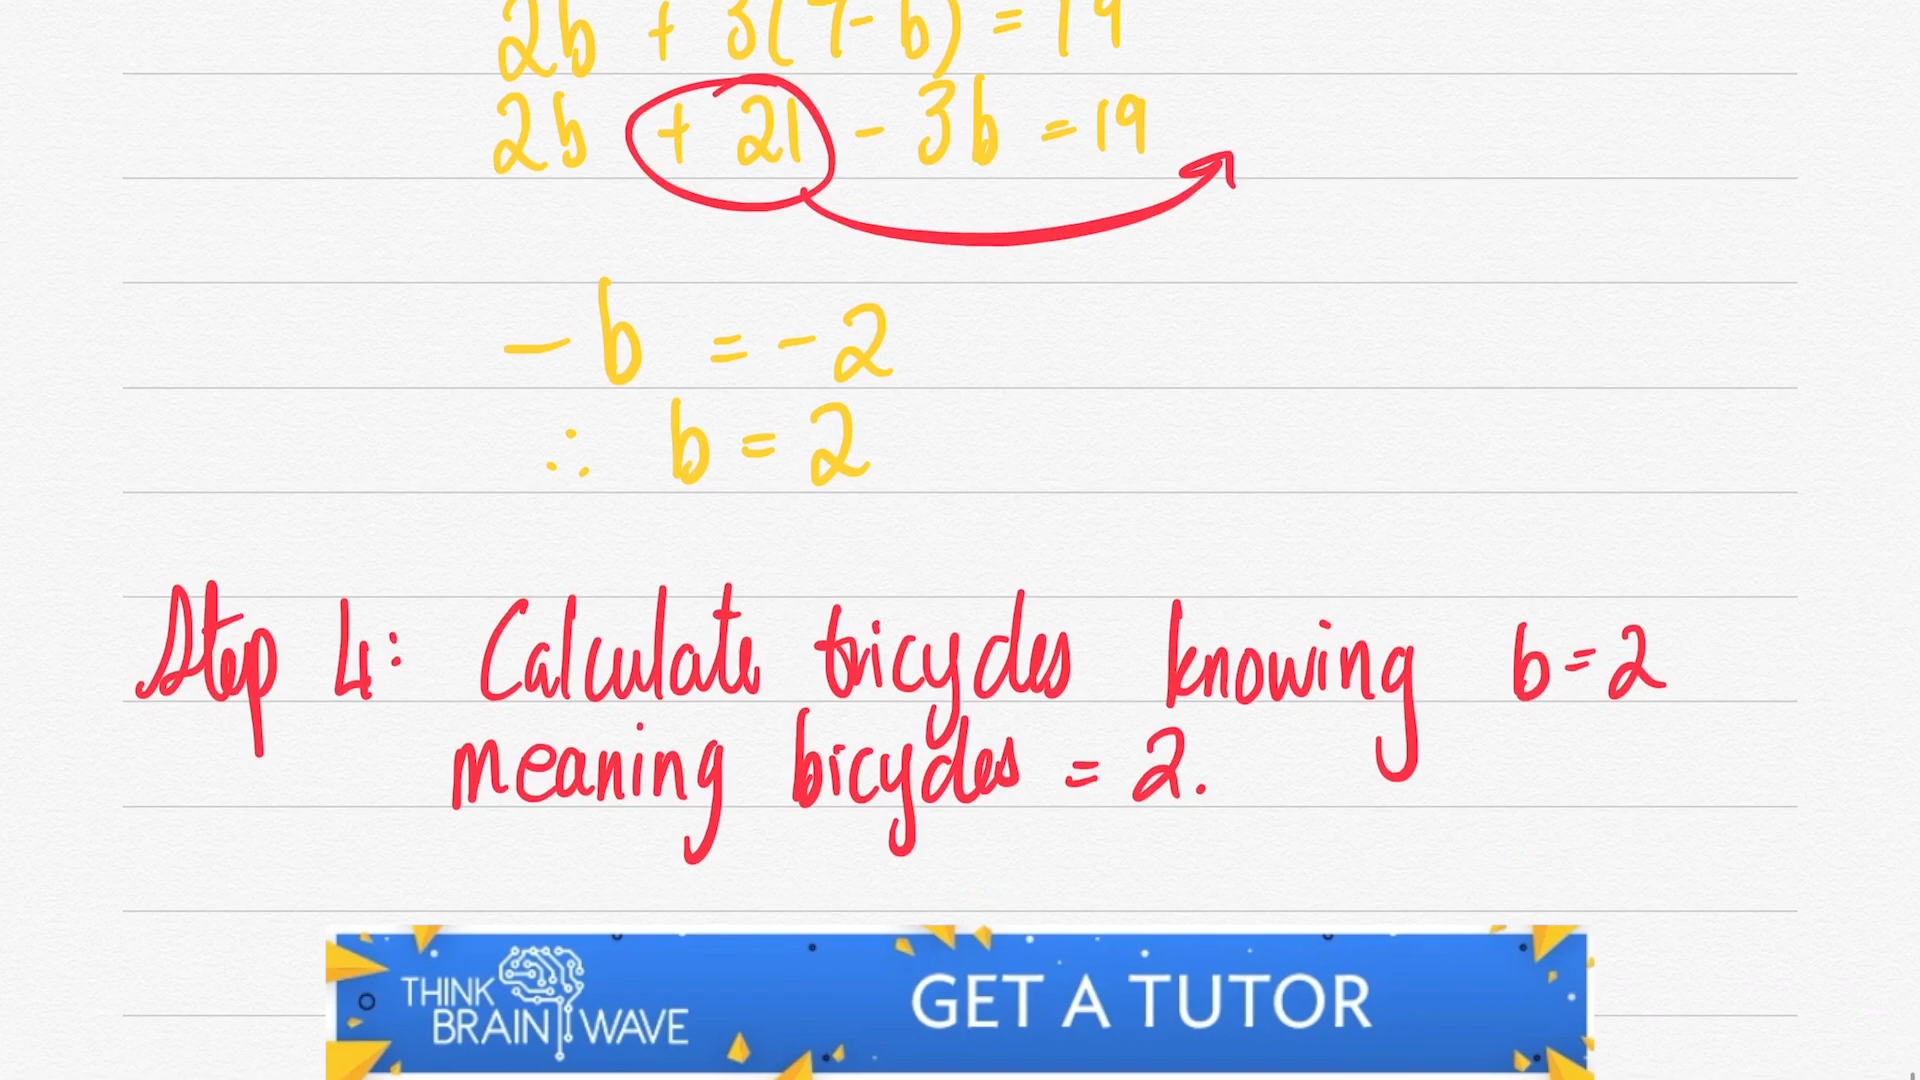 2b + 3(7-b) = 19
2b + 21 - 3b = 19
-b = -2
∴ b = 2
Step 4: Calculate tricycles knowing b=2
meaning bicycles = 2.
THINK
BRAIN WAVE
GET A TUTOR